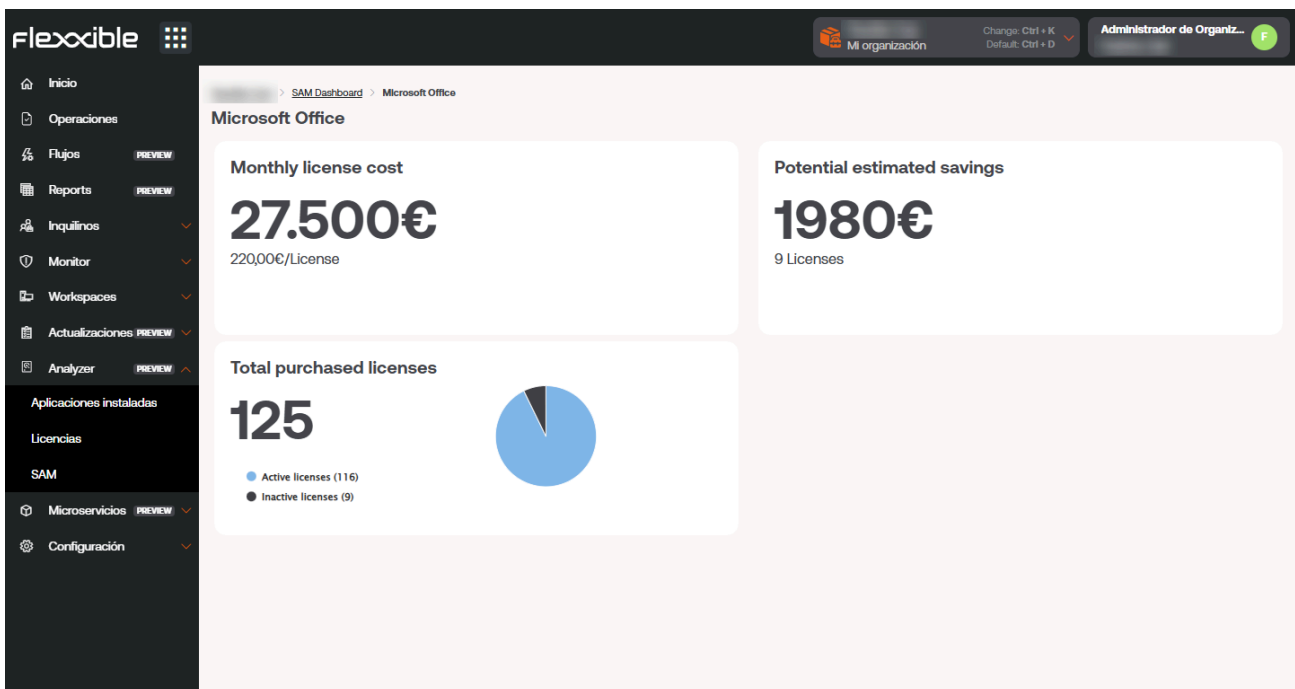 Flexxible
Mi organización
Change: Ctrl + K
Default: Ctrl + D
Administrador de Organiz...
F
Inicio
Operaciones
Flujos PREVIEW
Reports PREVIEW
Inquilinos
Monitor
Workspaces
Actualizaciones PREVIEW
Analyzer PREVIEW
Aplicaciones instaladas
Licencias
SAM
Microservicios PREVIEW
Configuración
> SAM Dashboard > Microsoft Office
Microsoft Office
Monthly license cost
27.500€
220,00€/License
Potential estimated savings
1980€
9 Licenses
Total purchased licenses
125
Active licenses (116)
Inactive licenses (9)